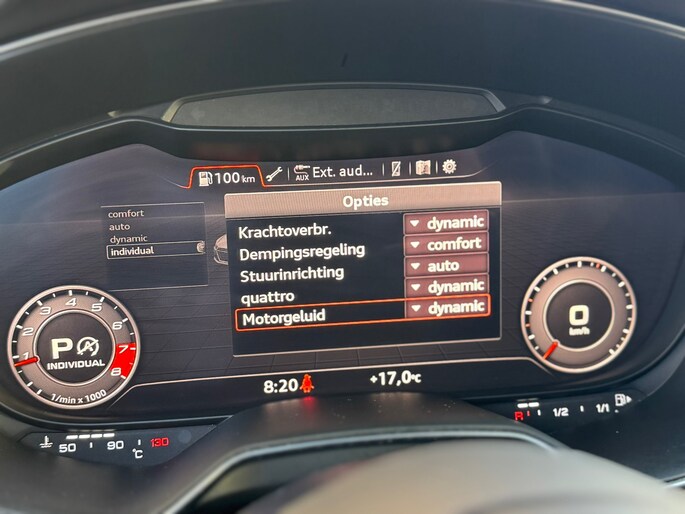 100 km
AUX Ext. aud...
Opties
comfort
auto
dynamic
individual
Krachtoverbr. dynamic
Dempingsregeling comfort
Stuurinrichting auto
quattro dynamic
Motorgeluid dynamic
1 2 3 4 5 6 7 8
P A
INDIVIDUAL
1/min x 1000
0
km/h
8:20 +17,0°C
50 90 130
°C
R 1/2 1/1